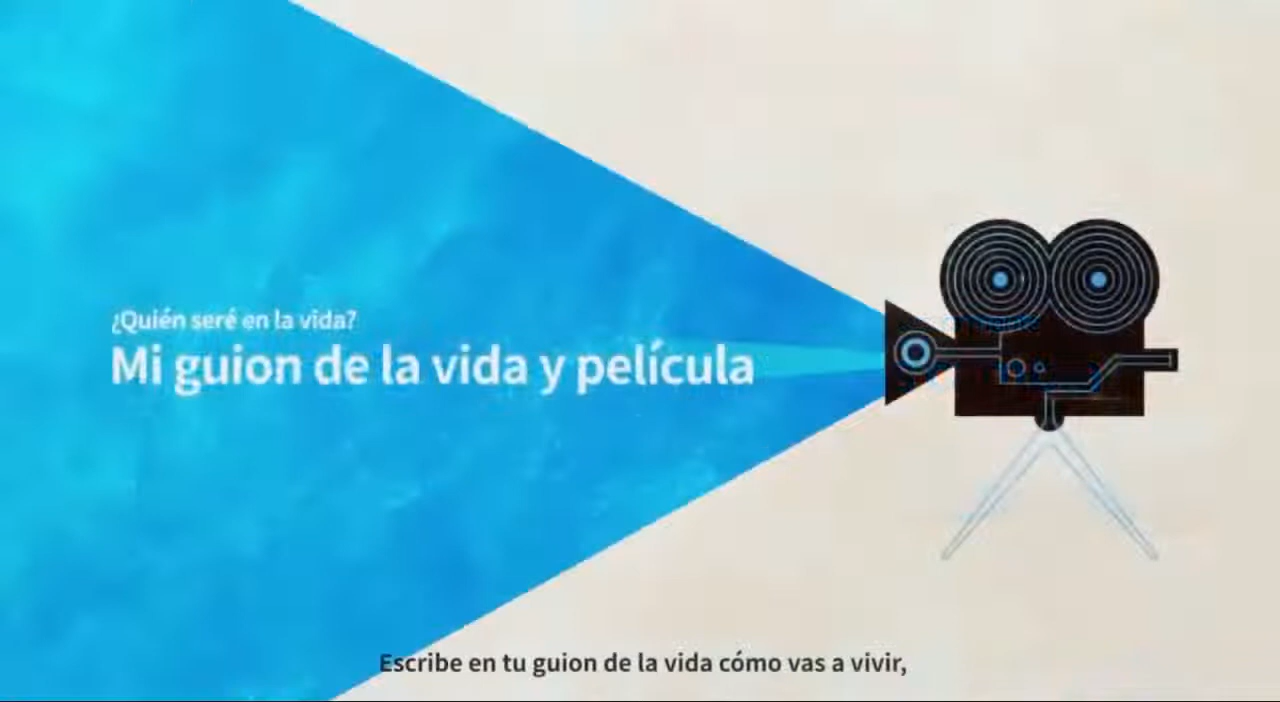 ¿Quién seré en la vida?
Mi guion de la vida y película
Escribe en tu guion de la vida cómo vas a vivir,